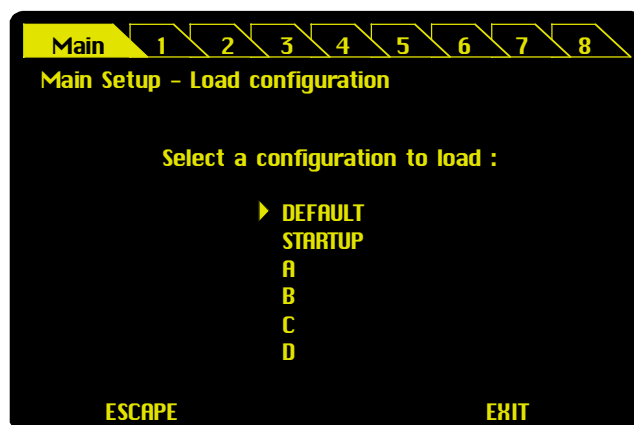 Main 1 2 3 4 5 6 7 8
Main Setup - Load configuration
Select a configuration to load :
DEFAULT
STARTUP
A
B
C
D
ESCAPE EXIT